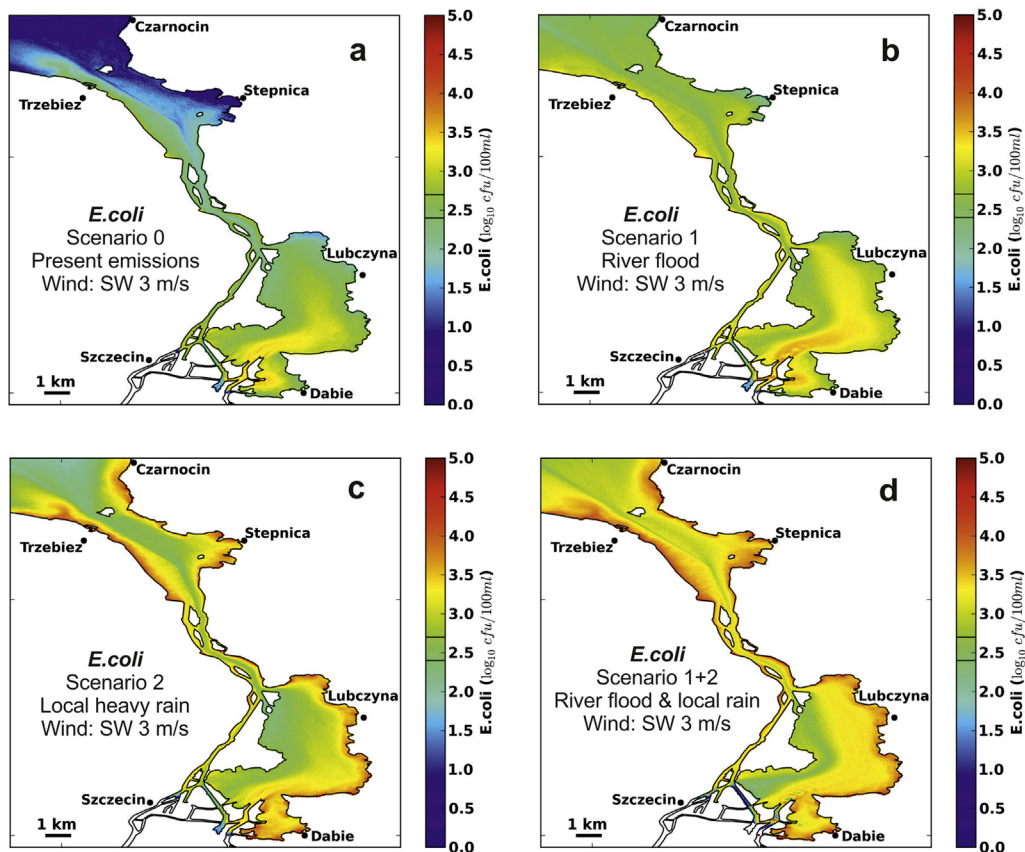 a
Czarnocin
Trzebiez
Stepnica
E.coli
Scenario 0
Present emissions
Wind: SW 3 m/s
Lubczyna
Szczecin
Dabie
1 km
5.0
4.5
4.0
3.5
3.0
2.5
2.0
1.5
1.0
0.5
0.0
E.coli (log10 cfu/100ml)
b
Czarnocin
Trzebiez
Stepnica
E.coli
Scenario 1
River flood
Wind: SW 3 m/s
Lubczyna
Szczecin
Dabie
1 km
5.0
4.5
4.0
3.5
3.0
2.5
2.0
1.5
1.0
0.5
0.0
E.coli (log10 cfu/100ml)
c
Czarnocin
Trzebiez
Stepnica
E.coli
Scenario 2
Local heavy rain
Wind: SW 3 m/s
Lubczyna
Szczecin
Dabie
1 km
5.0
4.5
4.0
3.5
3.0
2.5
2.0
1.5
1.0
0.5
0.0
E.coli (log10 cfu/100ml)
d
Czarnocin
Trzebiez
Stepnica
E.coli
Scenario 1+2
River flood & local rain
Wind: SW 3 m/s
Lubczyna
Szczecin
Dabie
1 km
5.0
4.5
4.0
3.5
3.0
2.5
2.0
1.5
1.0
0.5
0.0
E.coli (log10 cfu/100ml)